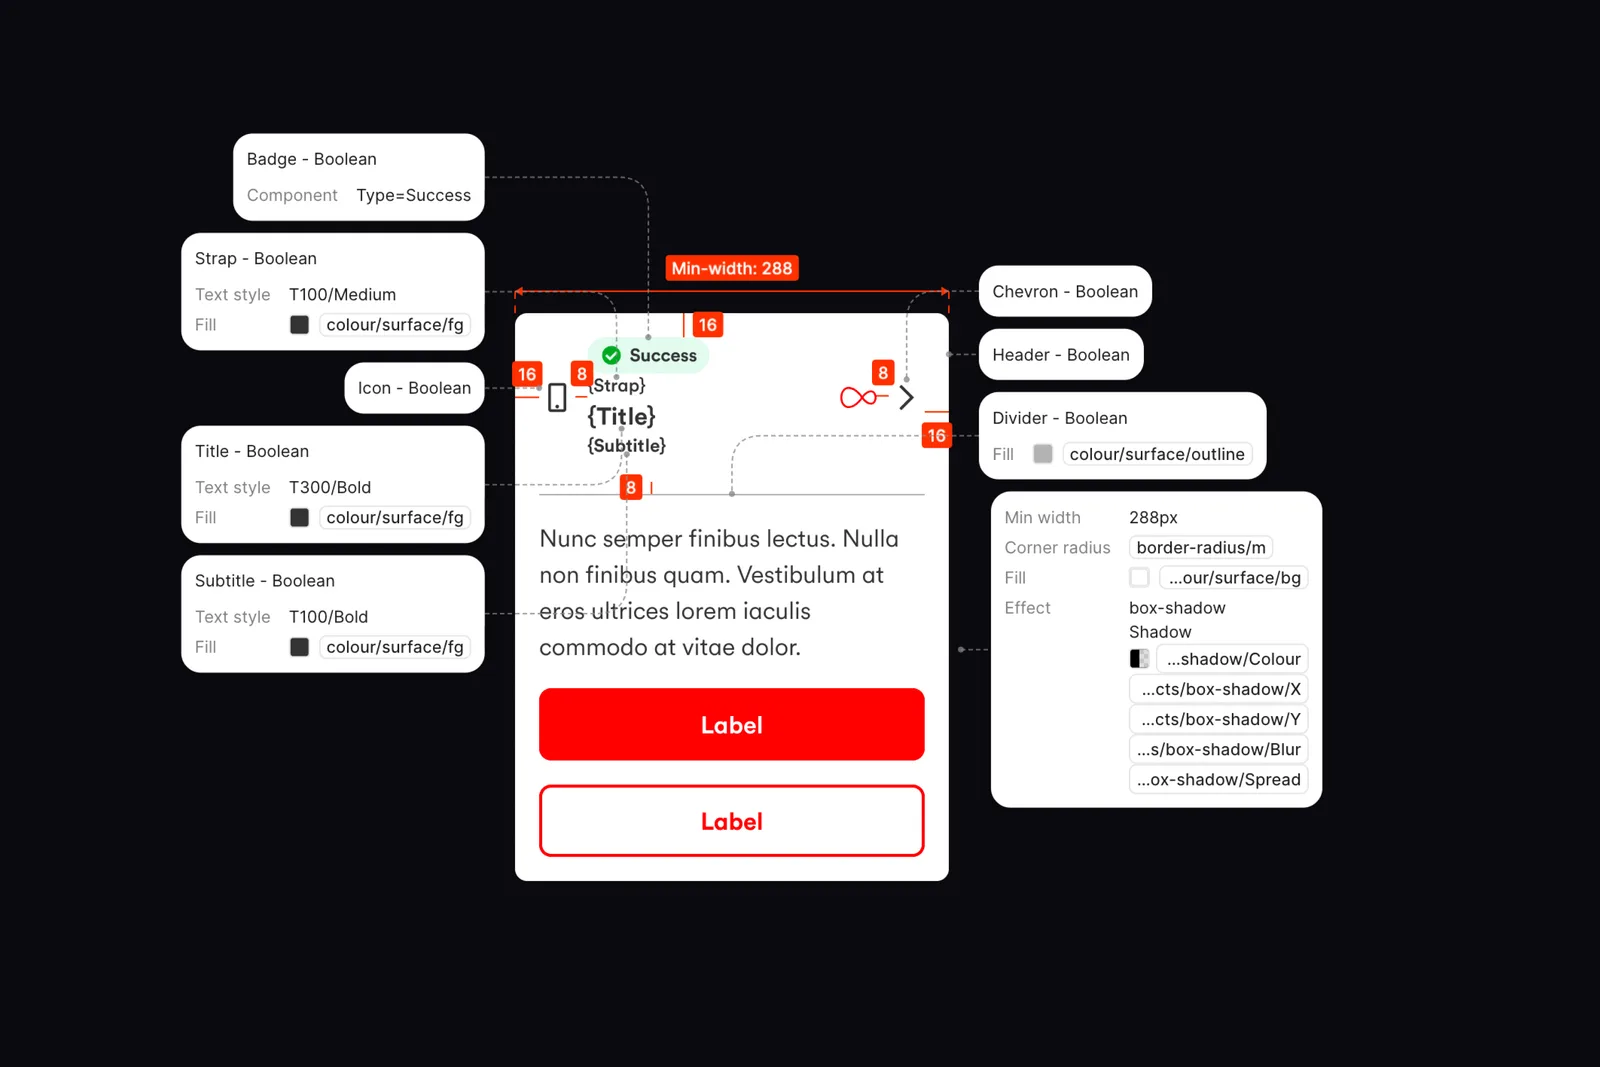 Badge - Boolean
Component Type=Success
Strap - Boolean
Text style T100/Medium
Fill colour/surface/fg
Icon - Boolean
Title - Boolean
Text style T300/Bold
Fill colour/surface/fg
Subtitle - Boolean
Text style T100/Bold
Fill colour/surface/fg
Min-width: 288
16
Success
16
8
{Strap}
8
{Title}
{Subtitle}
16
8
Nunc semper finibus lectus. Nulla
non finibus quam. Vestibulum at
eros ultrices lorem iaculis
commodo at vitae dolor.
Label
Label
Chevron - Boolean
Header - Boolean
Divider - Boolean
Fill colour/surface/outline
Min width 288px
Corner radius border-radius/m
Fill ...our/surface/bg
Effect box-shadow
Shadow
...shadow/Colour
...cts/box-shadow/X
...cts/box-shadow/Y
...s/box-shadow/Blur
...ox-shadow/Spread